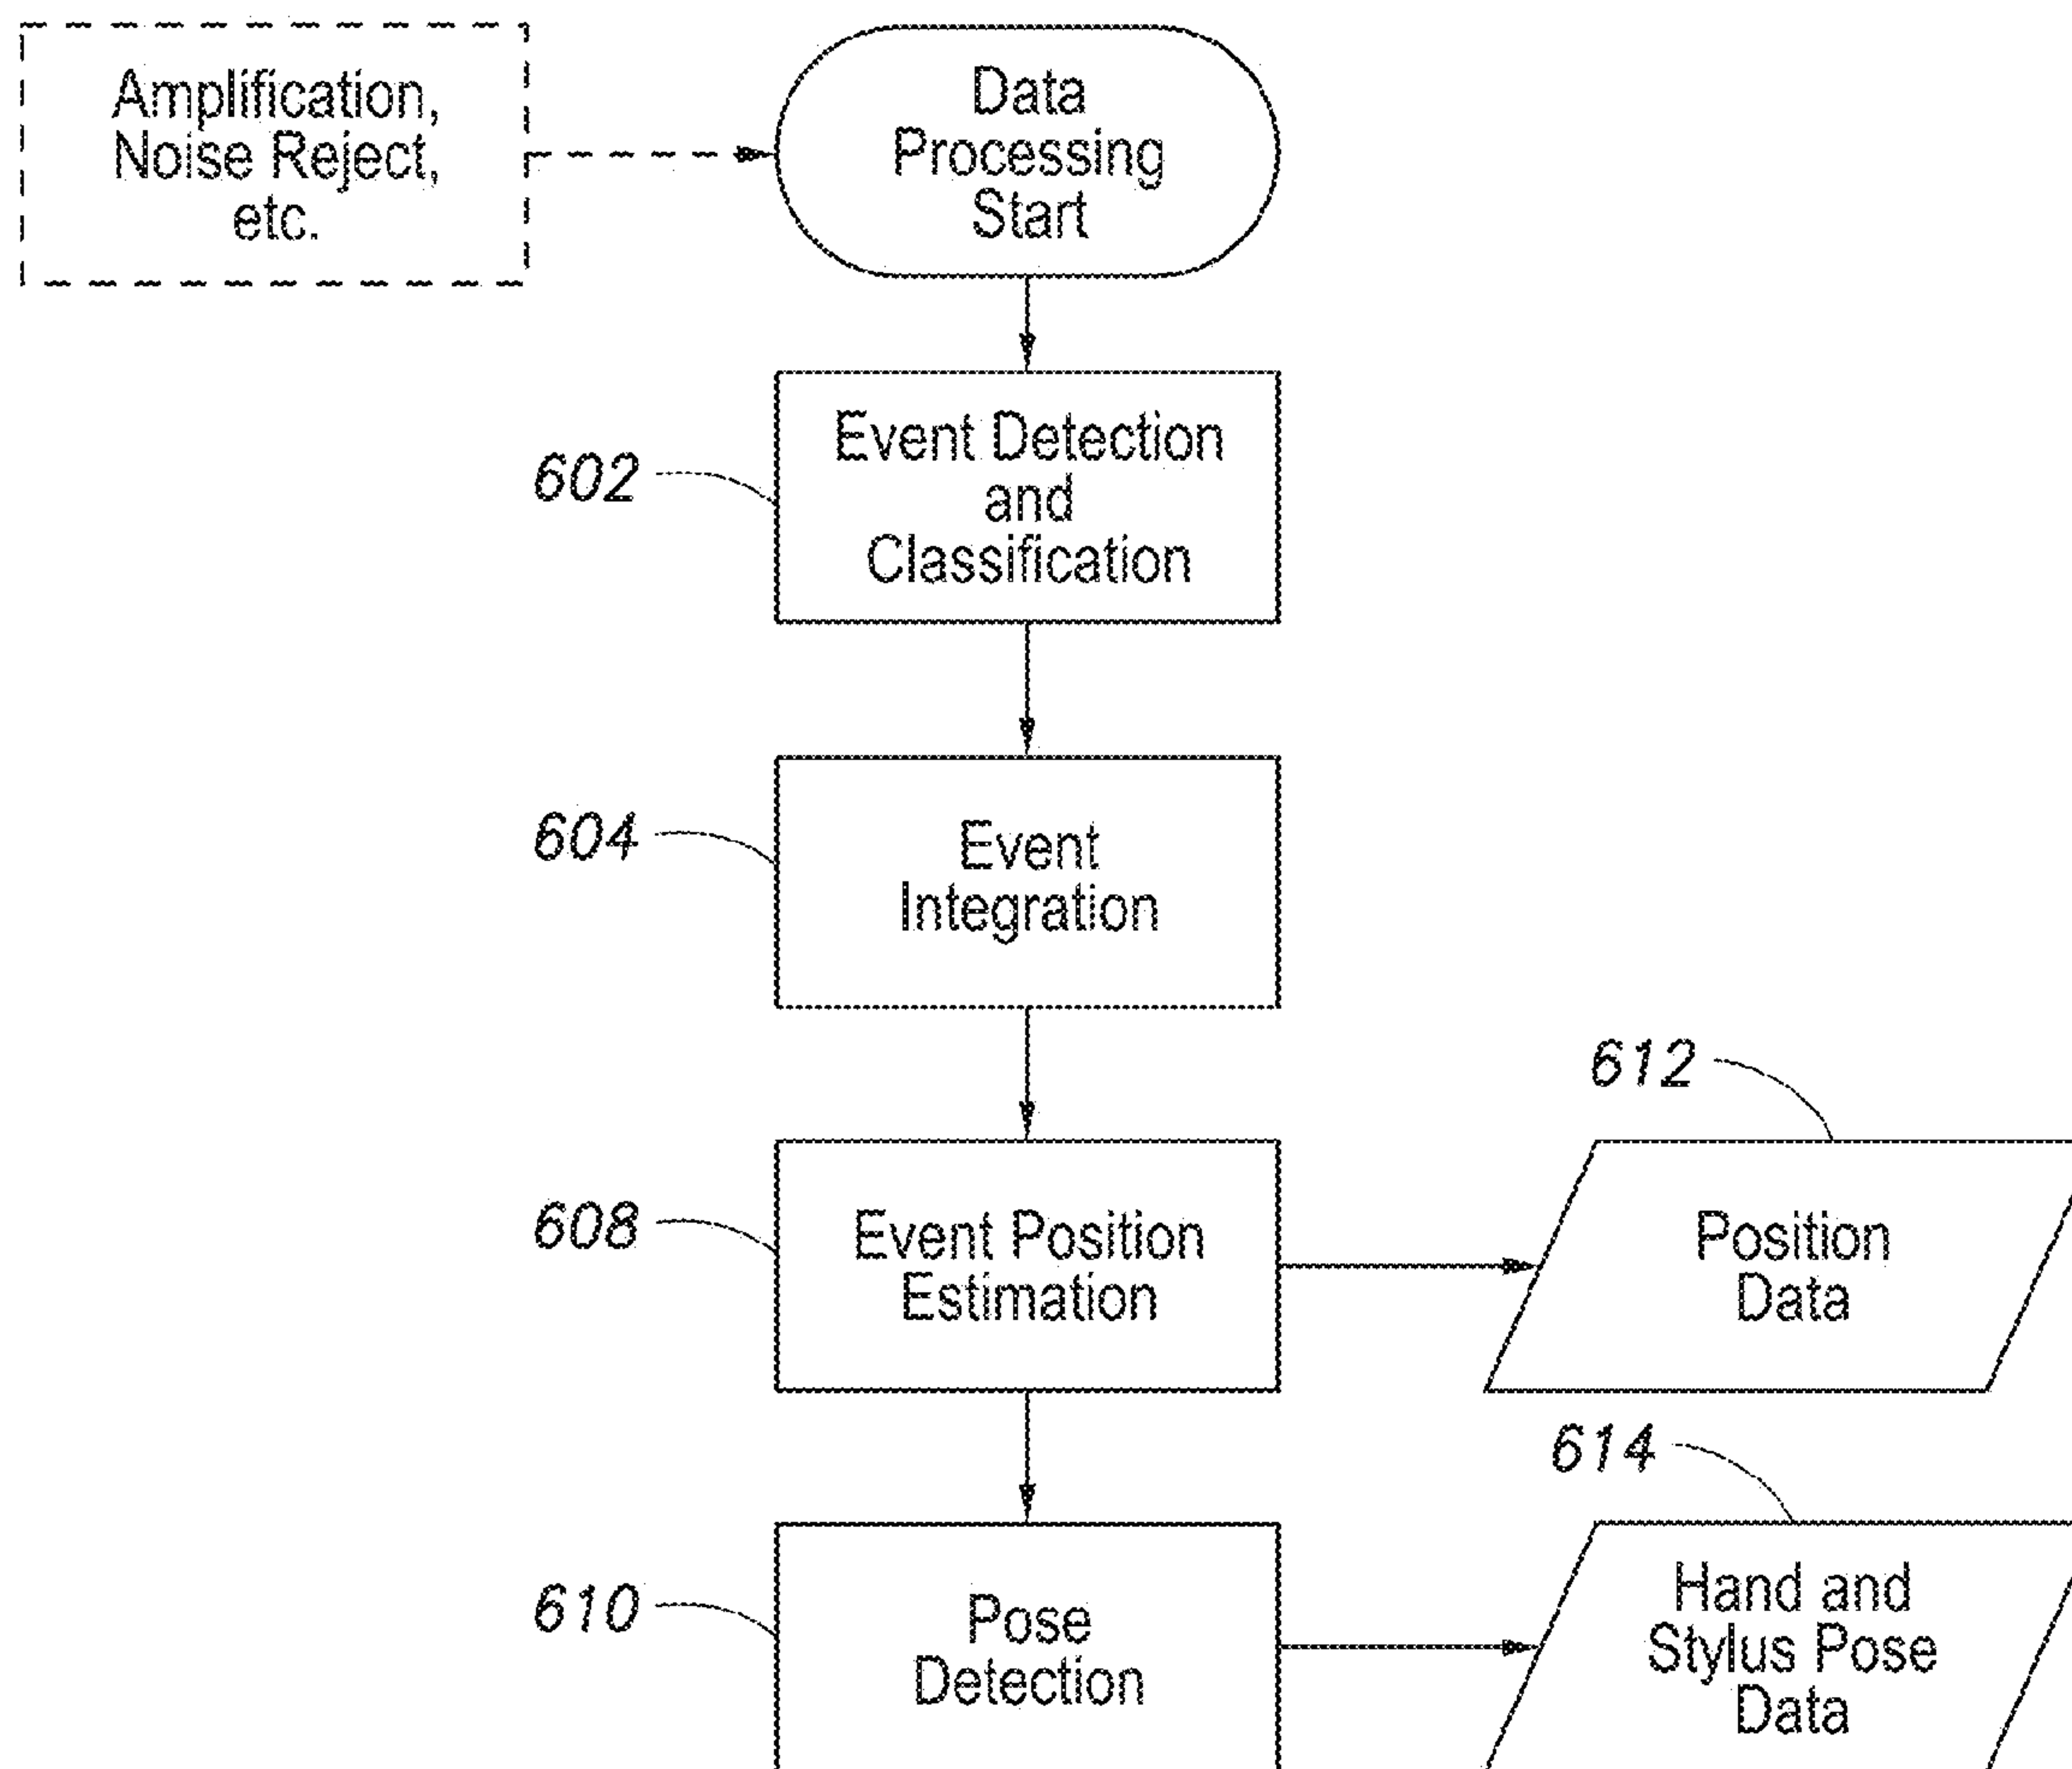 Amplification,
Noise Reject,
etc.
Data
Processing
Start
602
Event Detection
and
Classification
604
Event
Integration
608
Event Position
Estimation
612
Position
Data
610
Pose
Detection
614
Hand and
Stylus Pose
Data